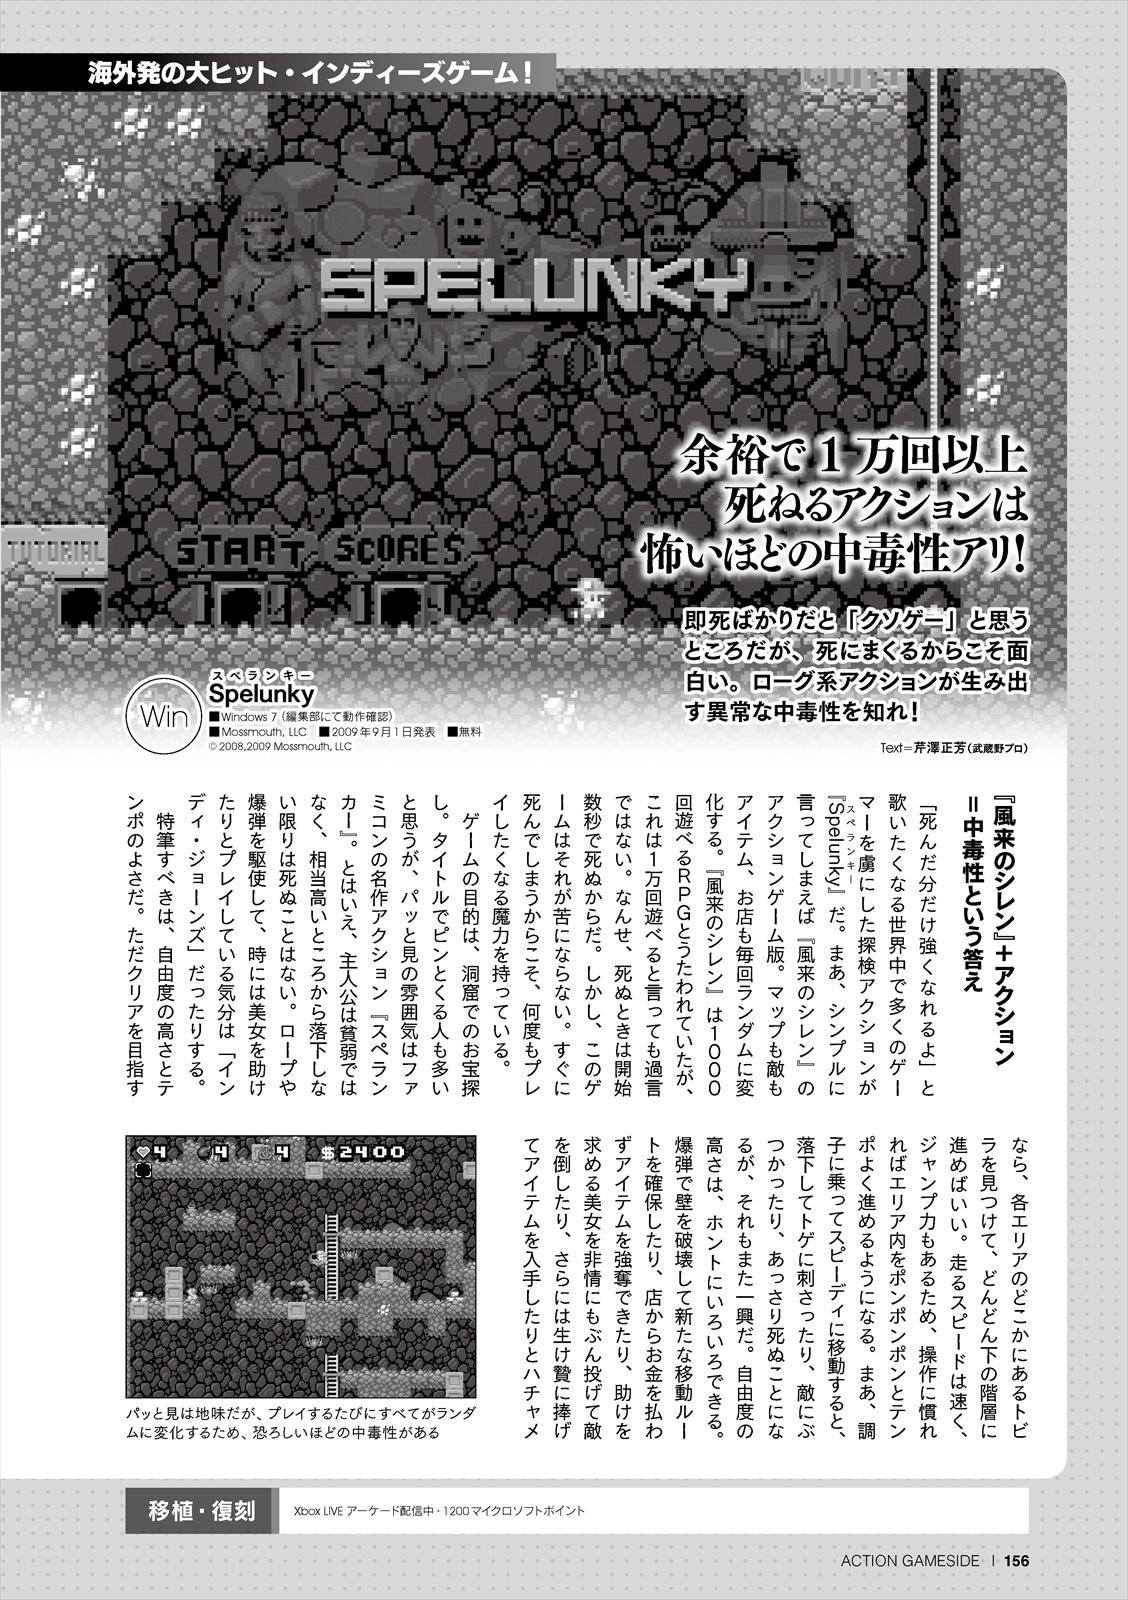 海外発の大ヒット・インディーズゲーム！
SPELUNKY
TUTORIAL
START
SCORES
余裕で1万回以上
死ねるアクションは
怖いほどの中毒性アリ！
即死ばかりだと「クソゲー」と思う
ところだが、死にまくるからこそ面
白い。ローグ系アクションが生み出
す異常な中毒性を知れ！
Text＝芹澤正芳（武蔵野プロ）
Win
スペランキー
Spelunky
■Windows 7（編集部にて動作確認）
■Mossmouth, LLC ■2009年9月1日発表 ■無料
© 2008,2009 Mossmouth, LLC
『風来のシレン』＋アクション
＝中毒性という答え
「死んだ分だけ強くなれるよ」と
歌いたくなる世界中で多くのゲー
マーを虜にした探検アクションが
スペランキー
『Spelunky』だ。まあ、シンプルに
言ってしまえば『風来のシレン』の
アクションゲーム版。マップも敵も
アイテム、お店も毎回ランダムに変
化する。『風来のシレン』は1000
回遊べるRPGとうたわれていたが、
これは1万回遊べると言っても過言
ではない。なんせ、死ぬときは開始
数秒で死ぬからだ。しかし、このゲ
ームはそれが苦にならない。すぐに
死んでしまうからこそ、何度もプレ
イしたくなる魔力を持っている。
ゲームの目的は、洞窟でのお宝探
し。タイトルでピンとくる人も多い
と思うが、パッと見の雰囲気はファ
ミコンの名作アクション『スペラン
カー』。とはいえ、主人公は貧弱では
なく、相当高いところから落下しな
い限りは死ぬことはない。ロープや
爆弾を駆使して、時には美女を助け
たりとプレイしている気分は「イン
ディ・ジョーンズ」だったりする。
特筆すべきは、自由度の高さとテ
ンポのよさだ。ただクリアを目指す
なら、各エリアのどこかにあるトビ
ラを見つけて、どんどん下の階層に
進めばいい。走るスピードは速く、
ジャンプ力もあるため、操作に慣れ
ればエリア内をポンポンポンとテン
ポよく進めるようになる。まあ、調
子に乗ってスピーディに移動すると、
落下してトゲに刺さったり、敵にぶ
つかったり、あっさり死ぬことにな
るが、それもまた一興だ。自由度の
高さは、ホントにいろいろできる。
爆弾で壁を破壊して新たな移動ルー
トを確保したり、店からお金を払わ
ずアイテムを強奪できたり、助けを
求める美女を非情にもぶん投げて敵
を倒したり、さらには生け贄に捧げ
てアイテムを入手したりとハチャメ
4 4 4 $2400
パッと見は地味だが、プレイするたびにすべてがランダ
ムに変化するため、恐ろしいほどの中毒性がある
移植・復刻
Xbox LIVE アーケード配信中・1200マイクロソフトポイント
ACTION GAMESIDE | 156